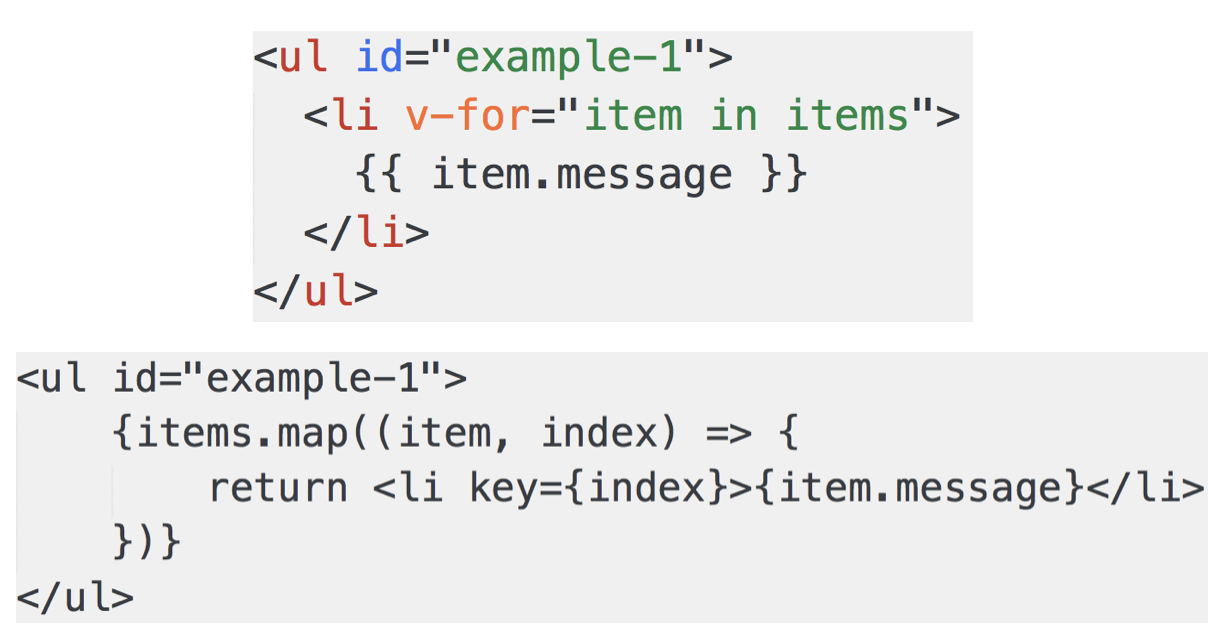 <ul id="example-1">
  <li v-for="item in items">
    {{ item.message }}
  </li>
</ul>
<ul id="example-1">
    {items.map((item, index) => {
        return <li key={index}>{item.message}</li>
    })}
</ul>